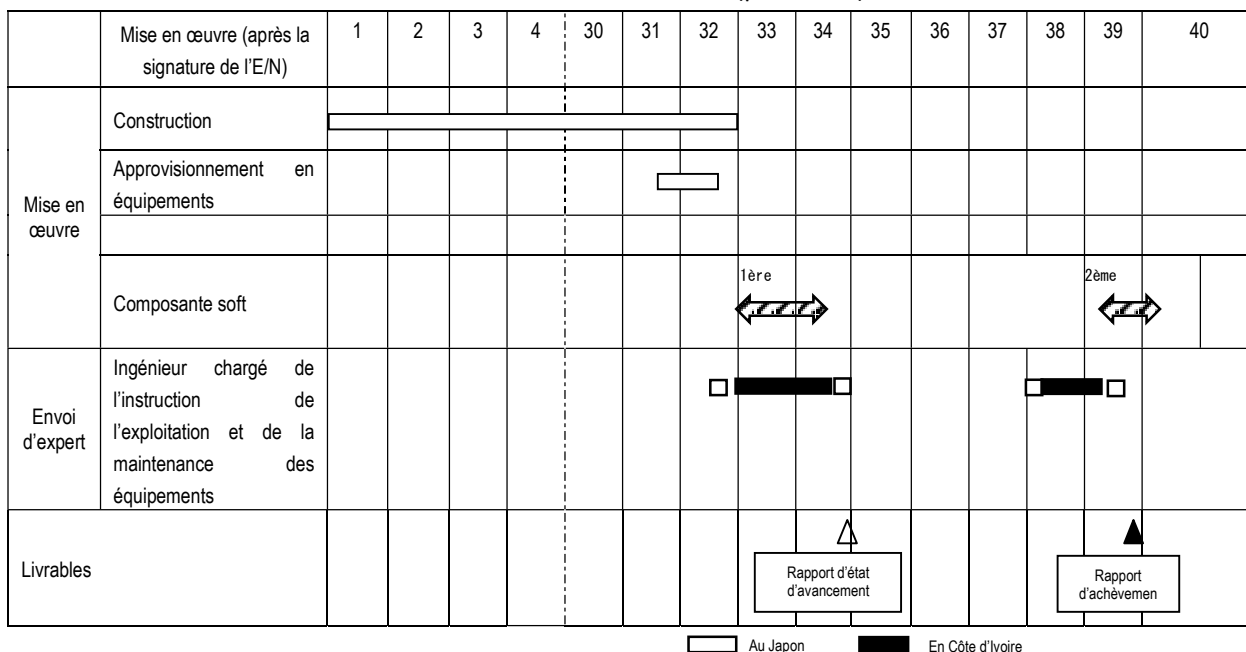 Mise en œuvre (après la signature de l'E/N) 1 2 3 4 30 31 32 33 34 35 36 37 38 39 40
Mise en
œuvre
Construction
Approvisionnement en
équipements
Composante soft
1ère
2ème
Envoi
d'expert
Ingénieur chargé de
l'instruction de
l'exploitation et de la
maintenance des
équipements
Livrables
Rapport d'état
d'avancement
Rapport
d'achèvemen
Au Japon
En Côte d'Ivoire